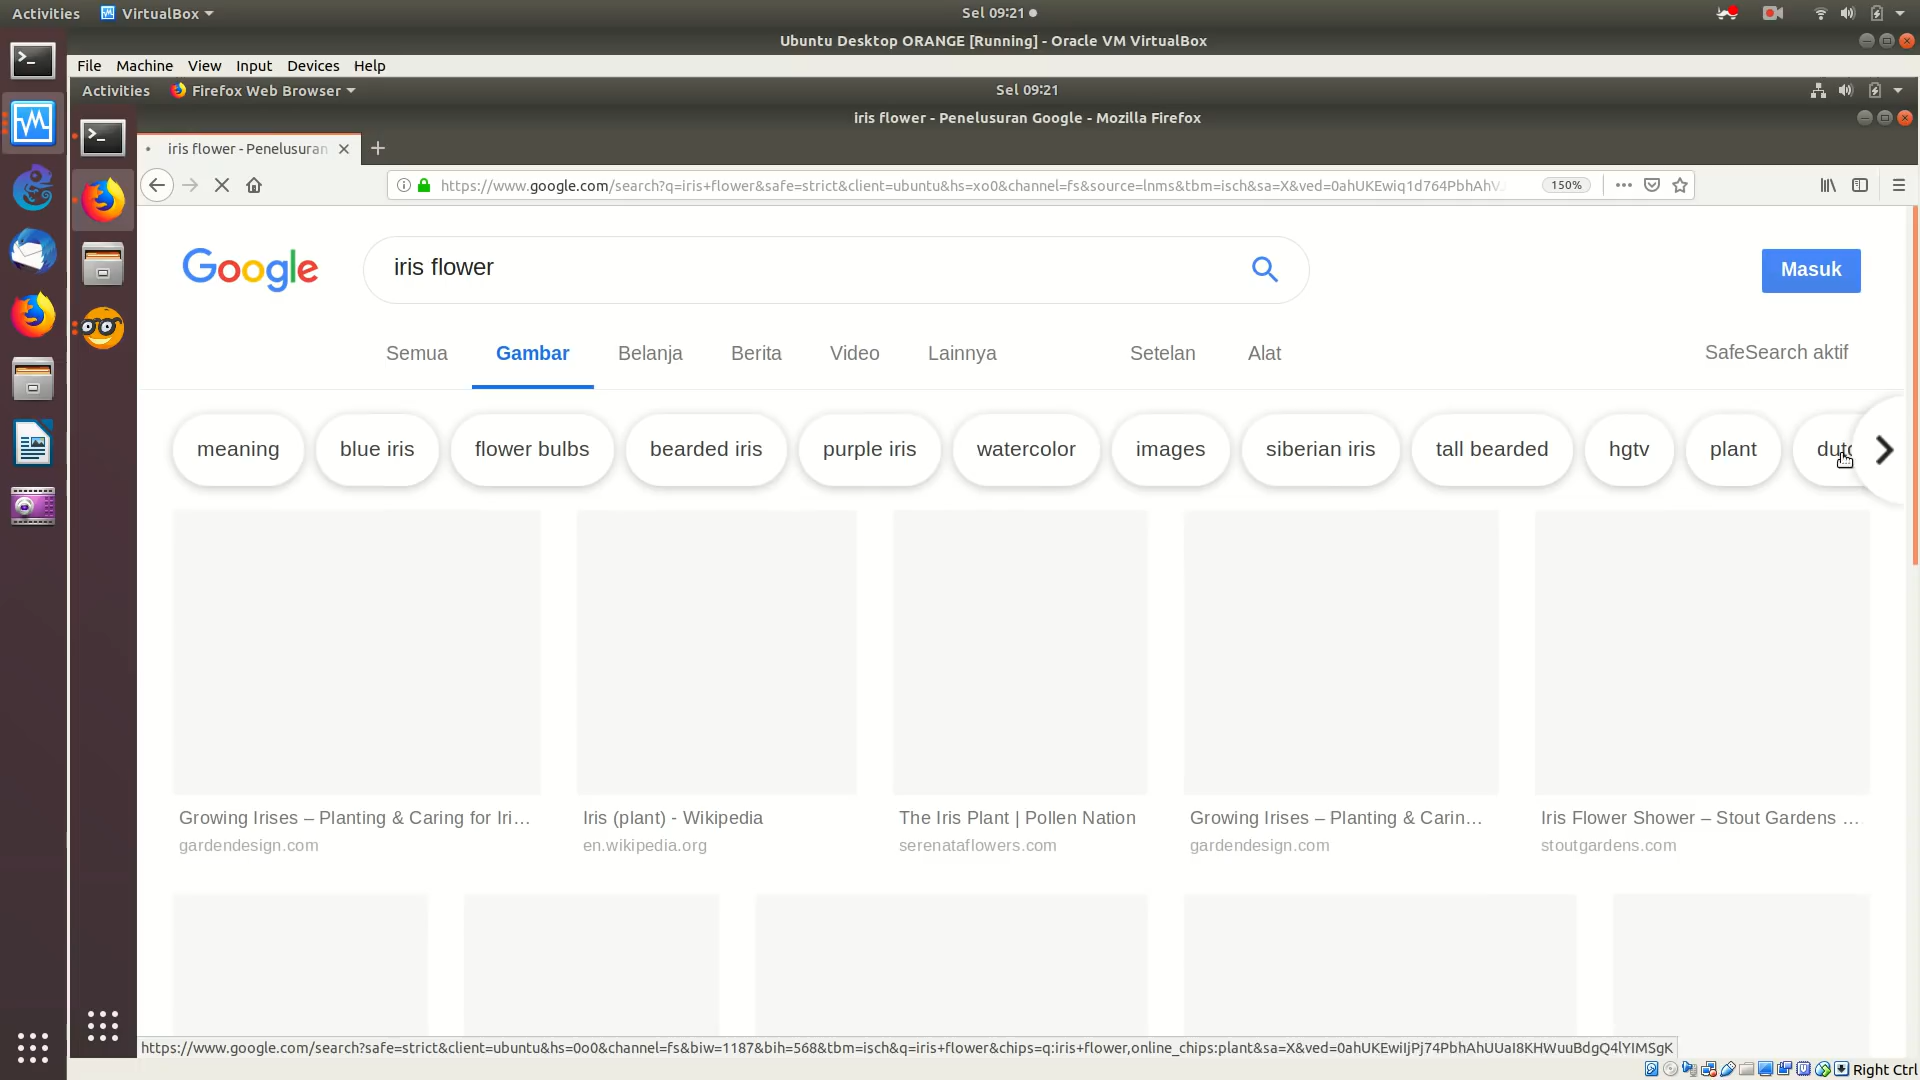 Activities VirtualBox Sel 09:21
Ubuntu Desktop ORANGE [Running] - Oracle VM VirtualBox
File Machine View Input Devices Help
Activities Firefox Web Browser Sel 09:21
iris flower - Penelusuran Google - Mozilla Firefox
iris flower - Penelusuran
https://www.google.com/search?q=iris+flower&safe=strict&client=ubuntu&hs=xo0&channel=fs&source=lnms&tbm=isch&sa=X&ved=0ahUKEwiq1d764PbhAhV 150%
Google iris flower Masuk
Semua Gambar Belanja Berita Video Lainnya Setelan Alat SafeSearch aktif
meaning blue iris flower bulbs bearded iris purple iris watercolor images siberian iris tall bearded hgtv plant
Growing Irises – Planting & Caring for Iri... Iris (plant) - Wikipedia The Iris Plant | Pollen Nation Growing Irises – Planting & Carin... Iris Flower Shower – Stout Gardens ...
gardendesign.com en.wikipedia.org serenataflowers.com gardendesign.com stoutgardens.com
https://www.google.com/search?safe=strict&client=ubuntu&hs=0o0&channel=fs&biw=1187&bih=568&tbm=isch&q=iris+flower&chips=q:iris+flower,online_chips:plant&sa=X&ved=0ahUKEwiIjPj74PbhAhUUaI8KHWuuBdgQ4lYIMSgK
Right Ctrl